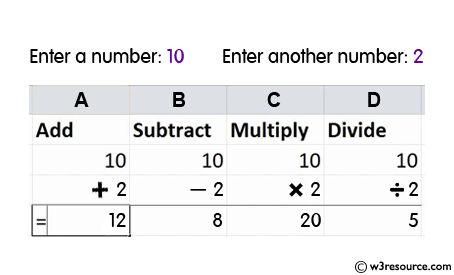 Enter a number: 10 Enter another number: 2
A B C D
Add Subtract Multiply Divide
10 10 10 10
+ 2 − 2 × 2 ÷ 2
= 12 8 20 5
© w3resource.com